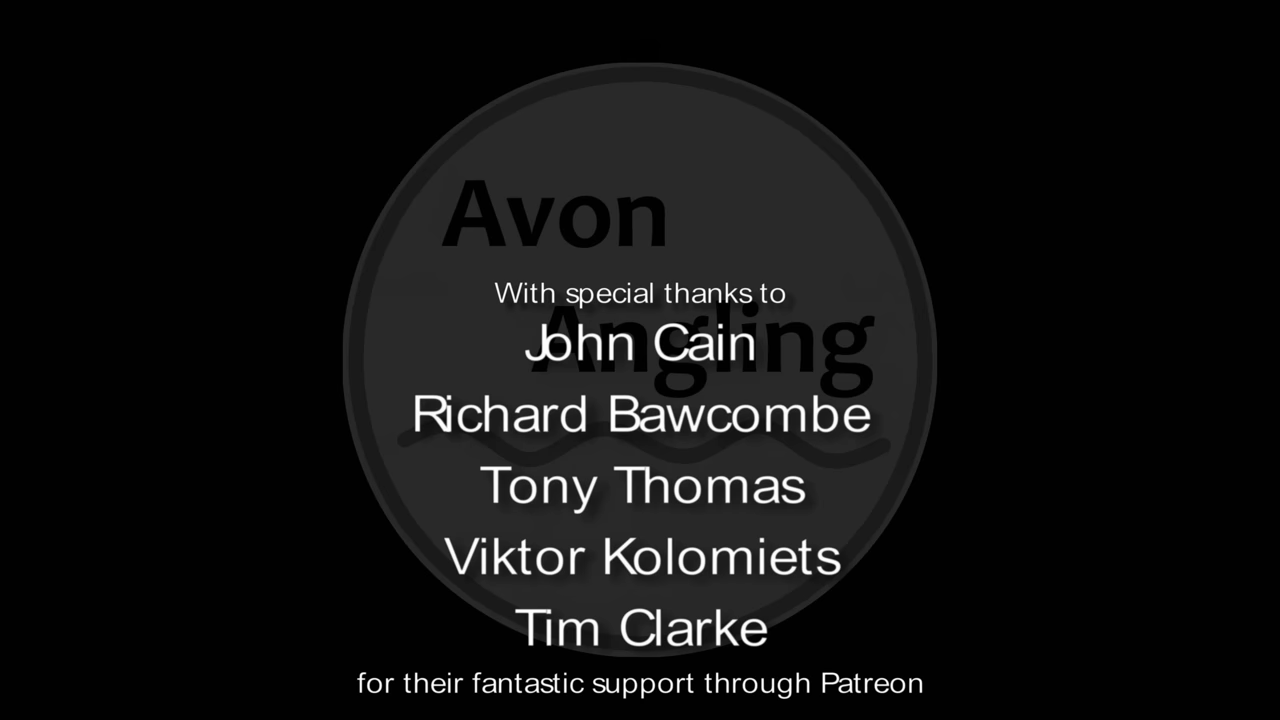 Avon
With special thanks to
Angling
John Cain
Richard Bawcombe
Tony Thomas
Viktor Kolomiets
Tim Clarke
for their fantastic support through Patreon